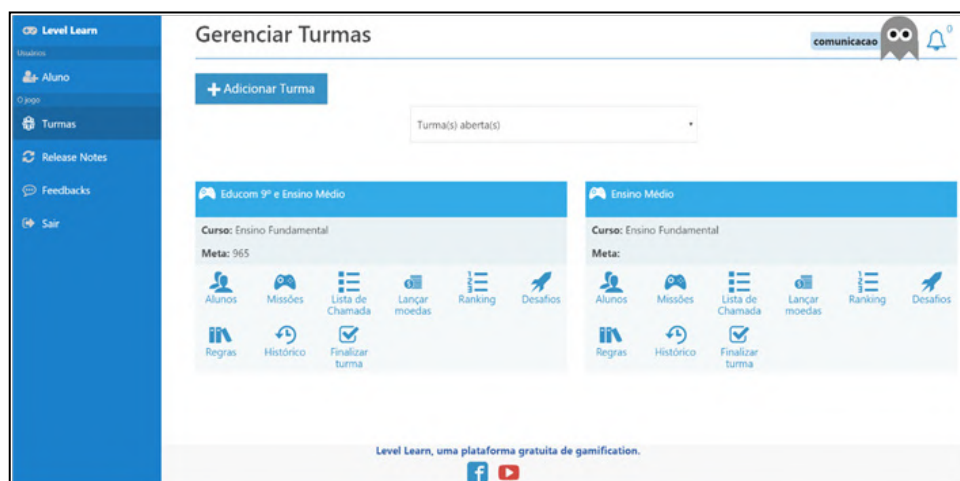 Level Learn
Usuários
Aluno
O jogo
Turmas
Release Notes
Feedbacks
Sair
Gerenciar Turmas
comunicacao
0
Adicionar Turma
Turma(s) aberta(s)
Educom 9º e Ensino Médio
Curso: Ensino Fundamental
Meta: 965
Alunos Missões Lista de Chamada Lançar moedas Ranking Desafios
Regras Histórico Finalizar turma
Ensino Médio
Curso: Ensino Fundamental
Meta:
Alunos Missões Lista de Chamada Lançar moedas Ranking Desafios
Regras Histórico Finalizar turma
Level Learn, uma plataforma gratuita de gamification.